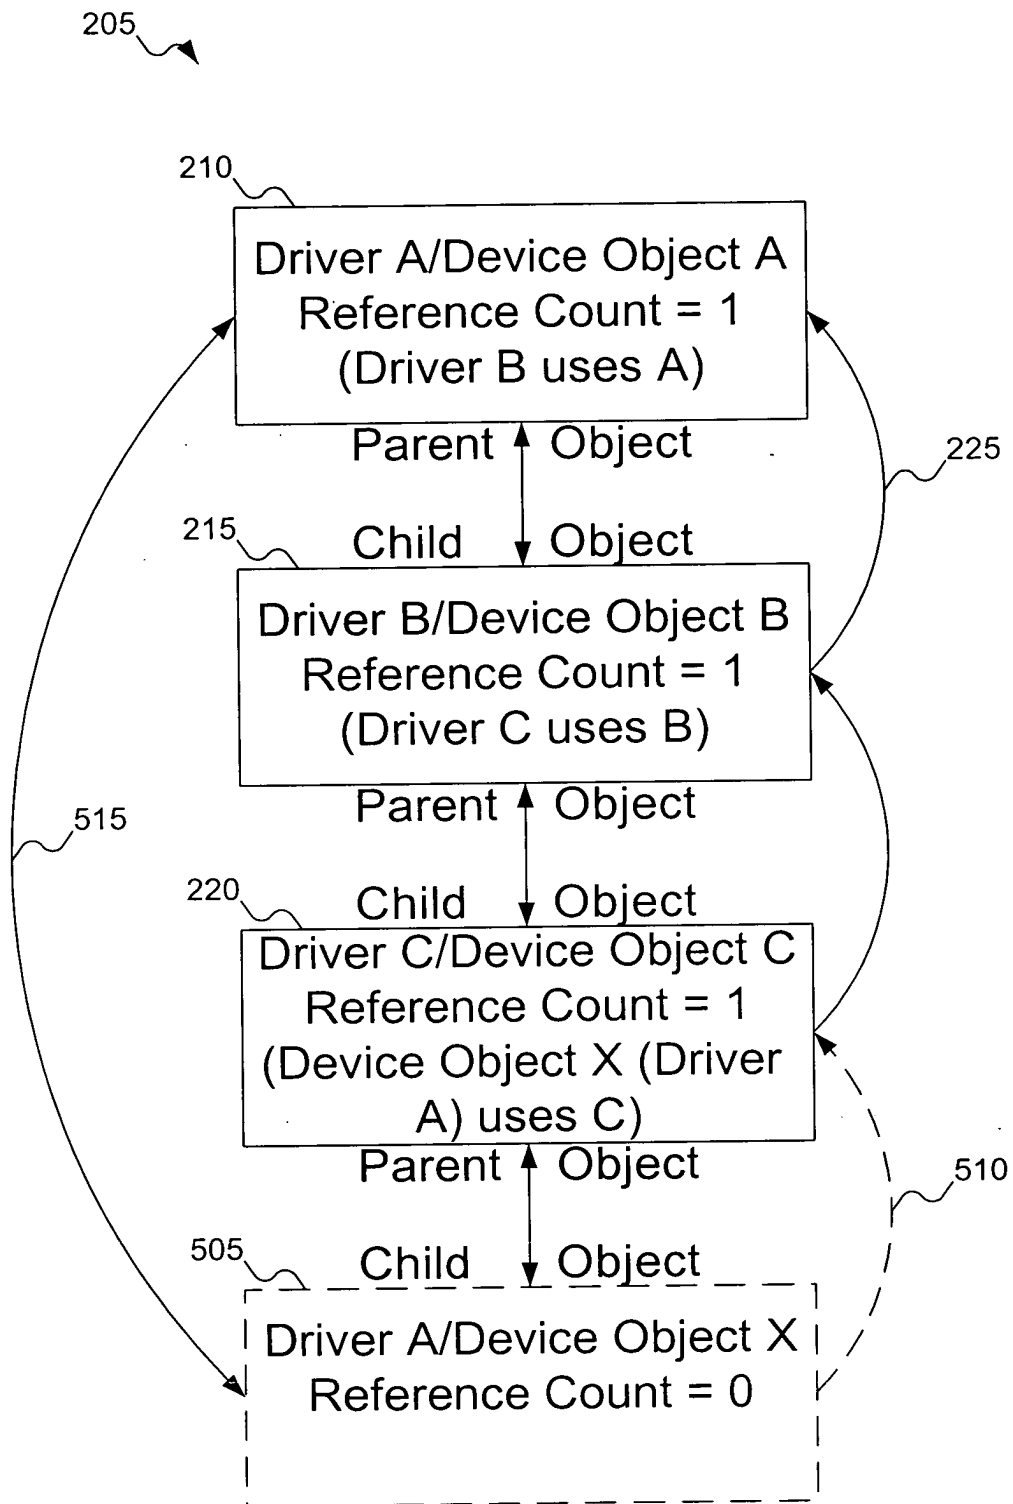 205
210
Driver A/Device Object A
Reference Count = 1
(Driver B uses A)
Parent Object
225
215
Child Object
Driver B/Device Object B
Reference Count = 1
(Driver C uses B)
Parent Object
515
220
Child Object
Driver C/Device Object C
Reference Count = 1
(Device Object X (Driver
A) uses C)
Parent Object
510
505
Child Object
Driver A/Device Object X
Reference Count = 0